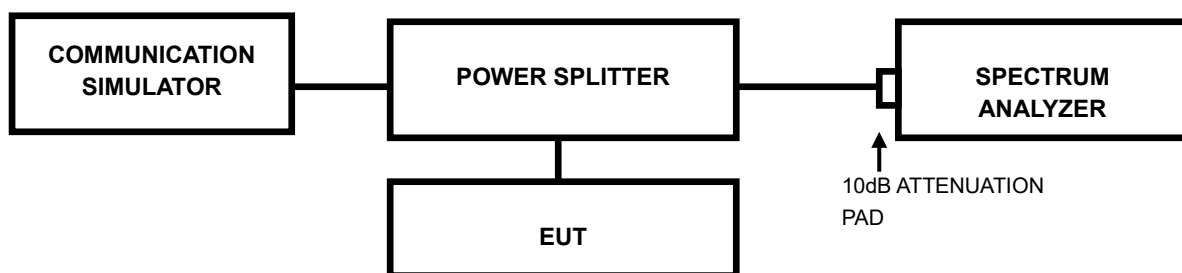 COMMUNICATION
SIMULATOR
POWER SPLITTER
SPECTRUM
ANALYZER
10dB ATTENUATION
PAD
EUT